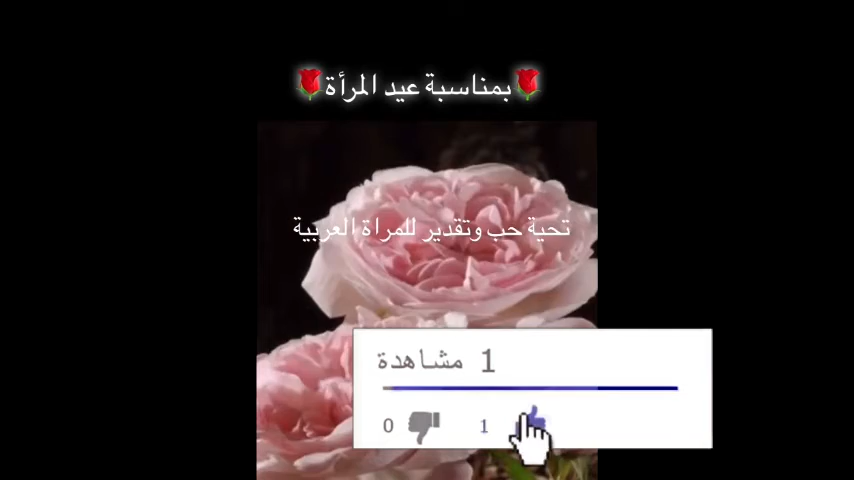 🌹بمناسبة عيد المرأة🌹
تحية حب وتقدير للمراة العربية
1 مشاهدة
0 1